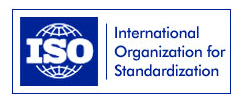 ISO
International
Organization for
Standardization